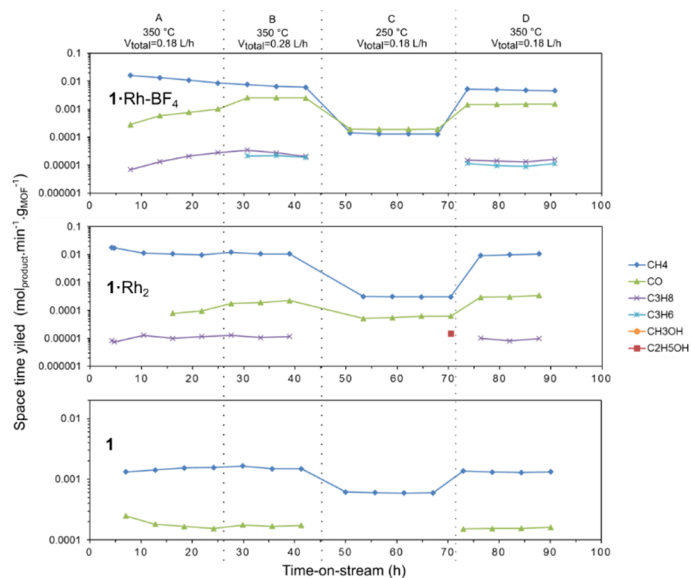 A
350 °C
Vtotal=0.18 L/h
B
350 °C
Vtotal=0.28 L/h
C
250 °C
Vtotal=0.18 L/h
D
350 °C
Vtotal=0.18 L/h
Space time yiled (molproduct.min-1.gMOF-1)
0.1
0.01
0.001
0.0001
0.00001
0.000001
1·Rh-BF4
0 10 20 30 40 50 60 70 80 90 100
0.1
0.01
0.001
0.0001
0.00001
0.000001
1·Rh2
0 10 20 30 40 50 60 70 80 90 100
CH4
CO
C3H8
C3H6
CH3OH
C2H5OH
0.01
0.001
0.0001
1
0 10 20 30 40 50 60 70 80 90 100
Time-on-stream (h)